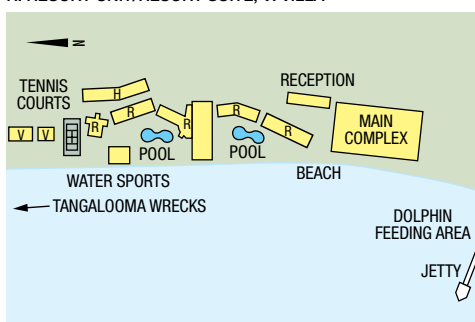 N
TENNIS
COURTS
H
R
R
R
R
R
V
V
RECEPTION
MAIN
COMPLEX
POOL
POOL
BEACH
WATER SPORTS
TANGALOOMA WRECKS
DOLPHIN
FEEDING AREA
JETTY